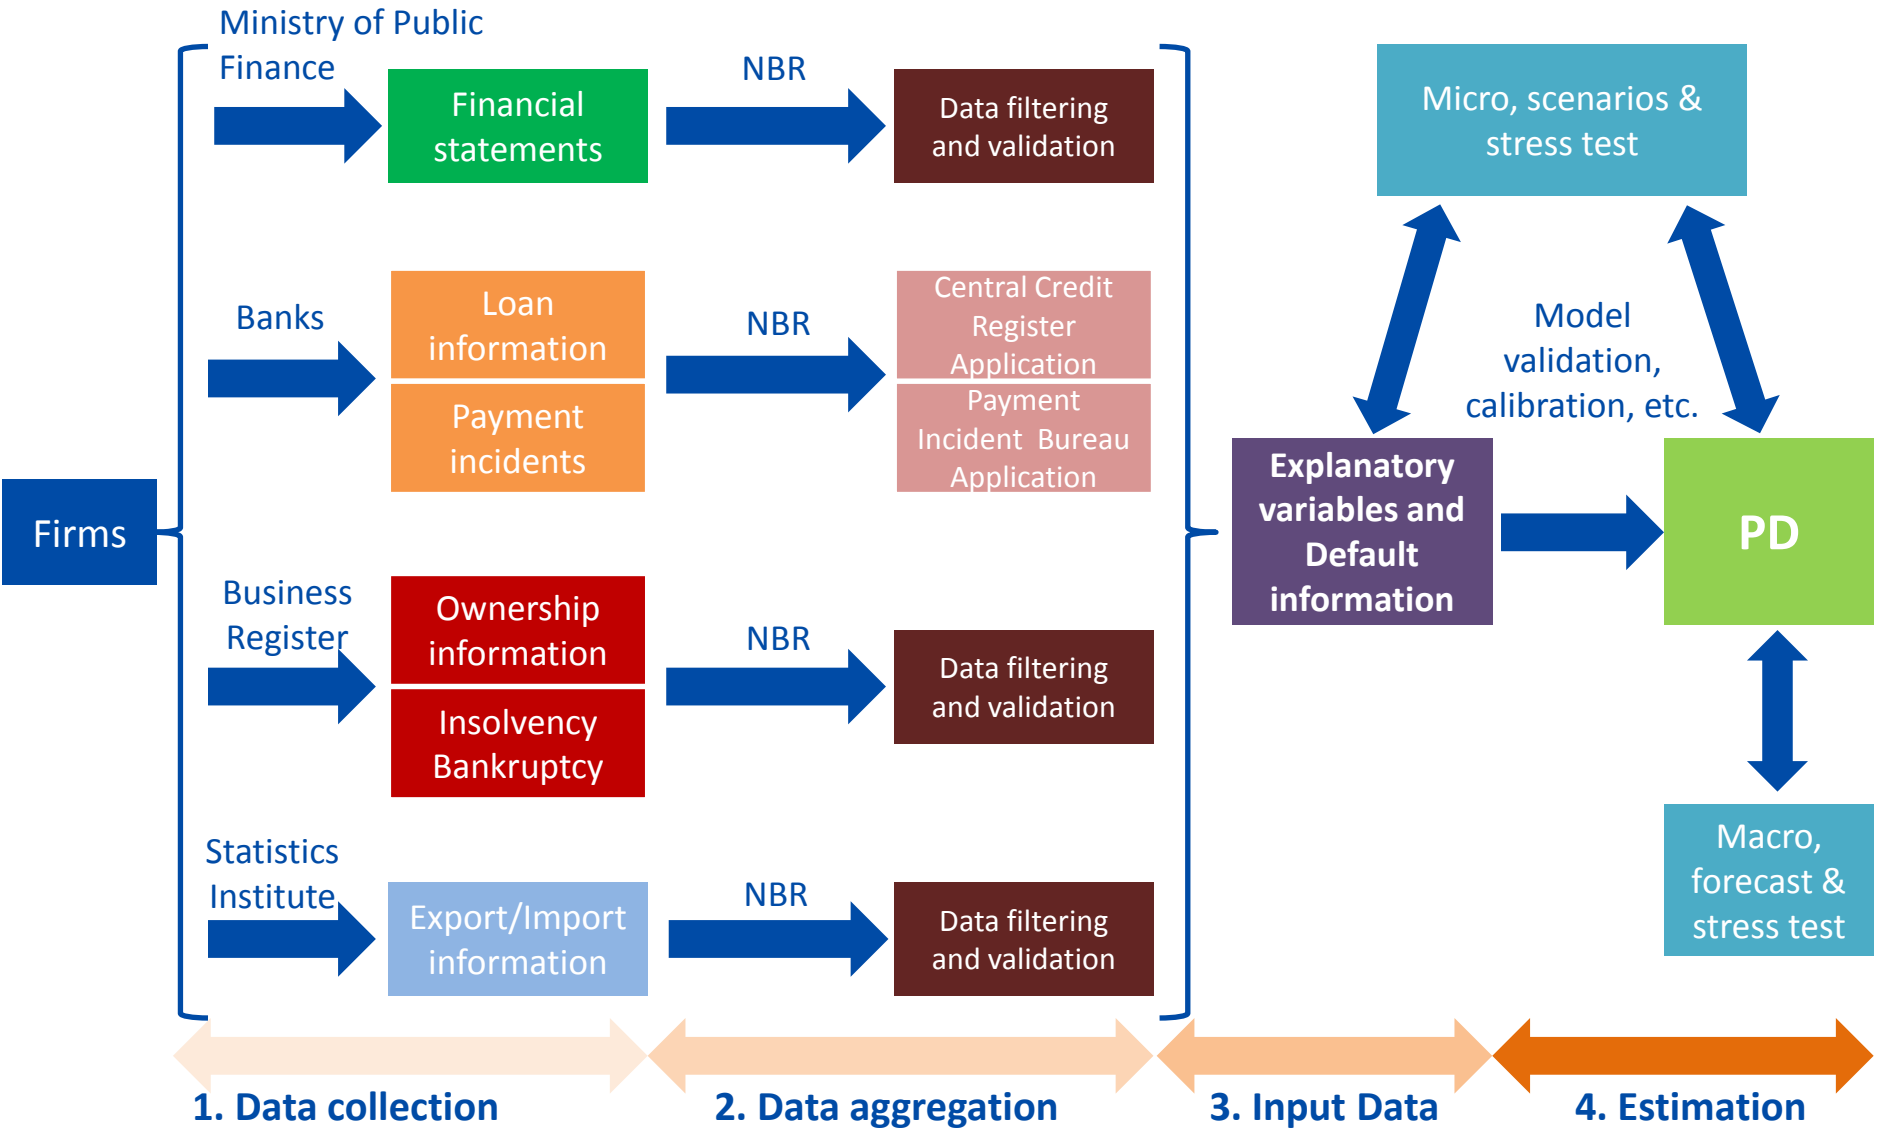 Ministry of Public
Finance
NBR
Financial
statements
Data filtering
and validation
Micro, scenarios &
stress test
Banks
Loan
information
Payment
incidents
NBR
Central Credit
Register
Application
Payment
Incident Bureau
Application
Model
validation,
calibration, etc.
Firms
Explanatory
variables and
Default
information
PD
Business
Register
Ownership
information
Insolvency
Bankruptcy
NBR
Data filtering
and validation
Macro,
forecast &
stress test
Statistics
Institute
Export/Import
information
NBR
Data filtering
and validation
1. Data collection
2. Data aggregation
3. Input Data
4. Estimation